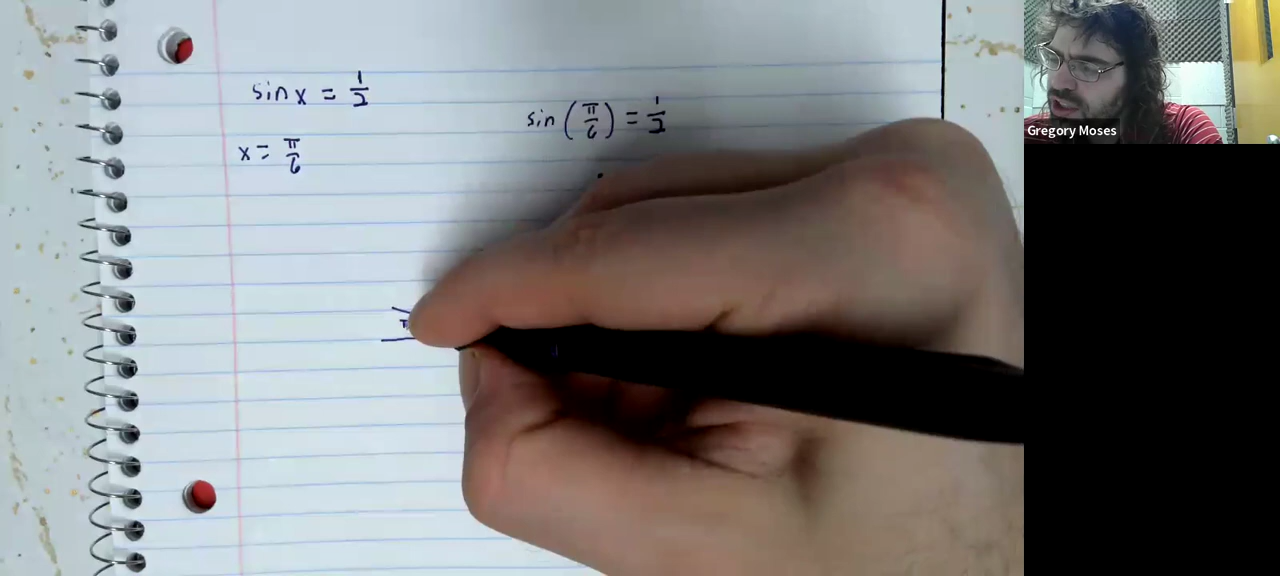 sin x = 1/2
sin(π/6) = 1/2
x = π/6
Gregory Moses